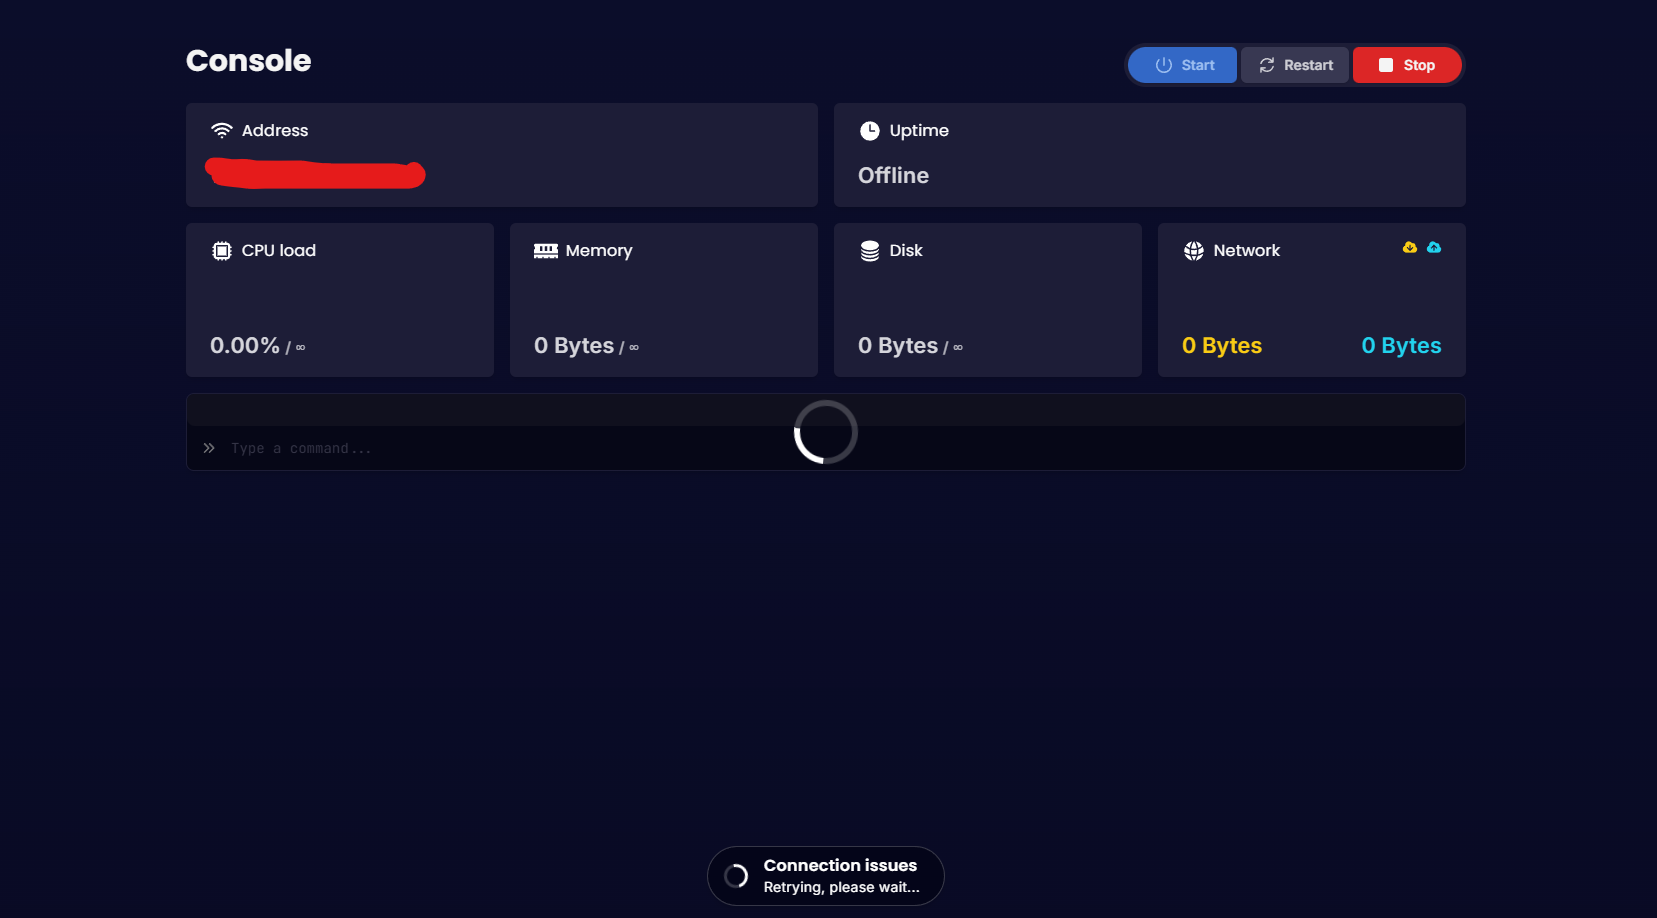 Console
Start Restart Stop
Address
Uptime
Offline
CPU load
0.00% / ∞
Memory
0 Bytes / ∞
Disk
0 Bytes / ∞
Network
0 Bytes 0 Bytes
Type a command...
Connection issues
Retrying, please wait...